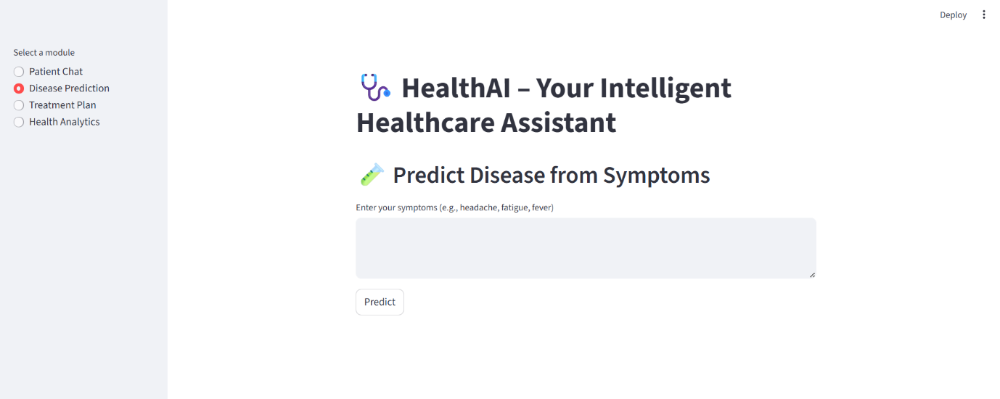 Deploy
Select a module
Patient Chat
Disease Prediction
Treatment Plan
Health Analytics
HealthAI – Your Intelligent
Healthcare Assistant
Predict Disease from Symptoms
Enter your symptoms (e.g., headache, fatigue, fever)
Predict